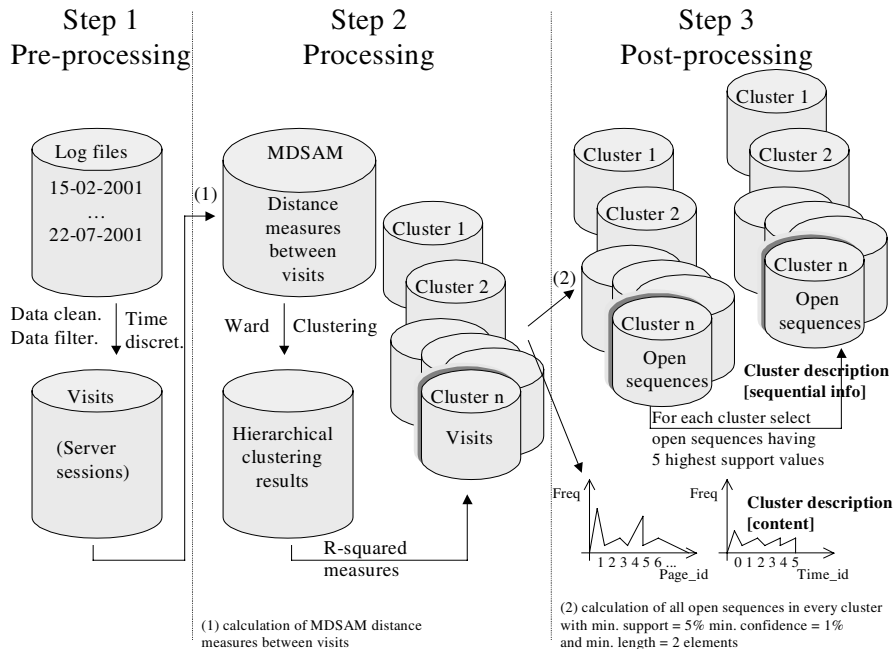 Step 1
Pre-processing
Log files
15-02-2001
...
22-07-2001
Data clean.
Data filter.
Time
discret.
Visits
(Server
sessions)
(1)
Step 2
Processing
MDSAM
Distance
measures
between
visits
Ward
Clustering
Hierarchical
clustering
results
R-squared
measures
Cluster 1
Cluster 2
Cluster n
Visits
(1) calculation of MDSAM distance
measures between visits
Step 3
Post-processing
(2)
Cluster 1
Cluster 2
Cluster n
Open
sequences
Cluster 1
Cluster 2
Cluster n
Open
sequences
Cluster description
[sequential info]
For each cluster select
open sequences having
5 highest support values
Freq
1 2 3 4 5 6 ...
Page_id
Freq
Cluster description
[content]
0 1 2 3 4 5
Time_id
(2) calculation of all open sequences in every cluster
with min. support = 5% min. confidence = 1%
and min. length = 2 elements